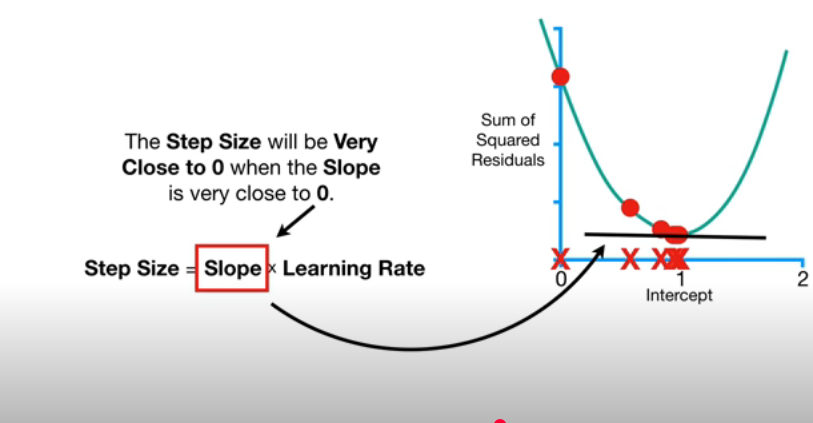 The Step Size will be Very
Close to 0 when the Slope
is very close to 0.
Step Size = Slope x Learning Rate
Sum of
Squared
Residuals
X X X X X X
0 1 2
Intercept